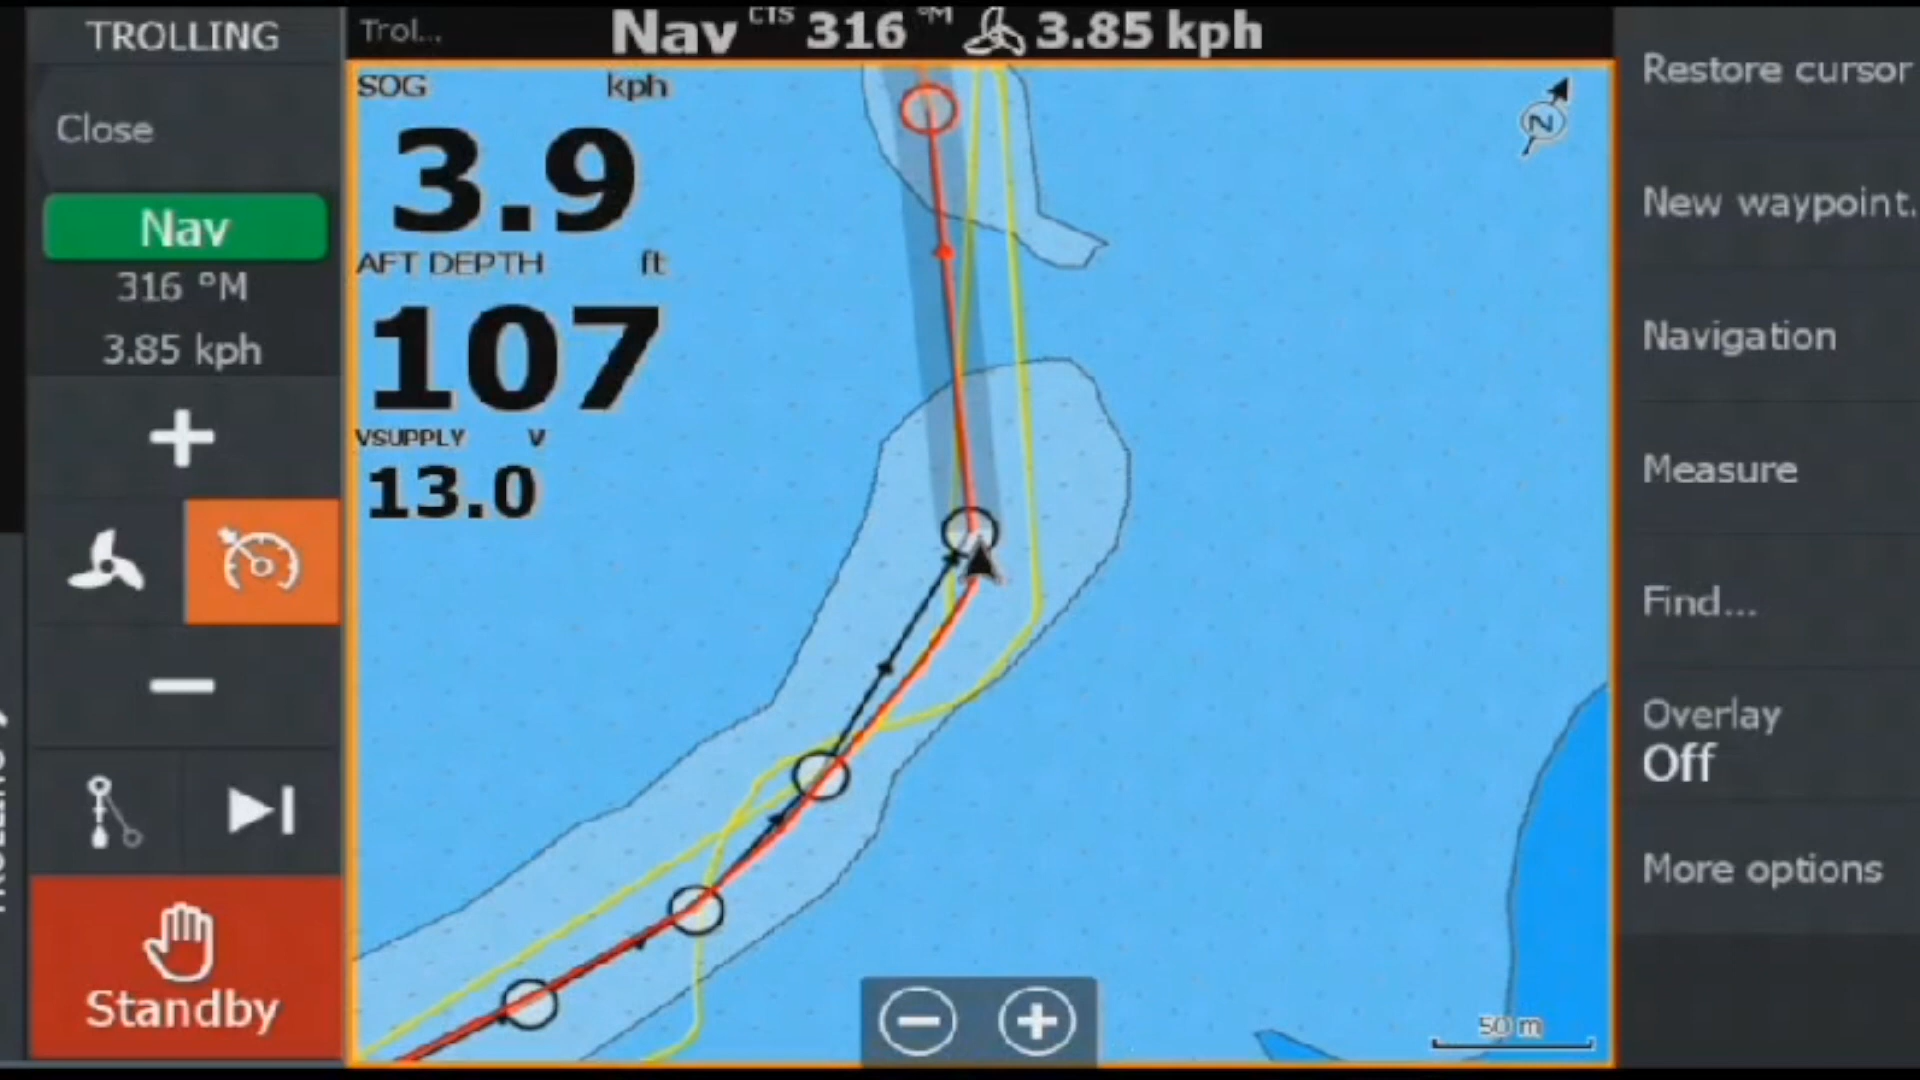 TROLLING
Close
Nav
316 °M
3.85 kph
Standby
Trol...
Nav CTS 316 °M 3.85 kph
SOG kph
3.9
AFT DEPTH ft
107
VSUPPLY V
13.0
N
50 m
Restore cursor
New waypoint.
Navigation
Measure
Find...
Overlay
Off
More options